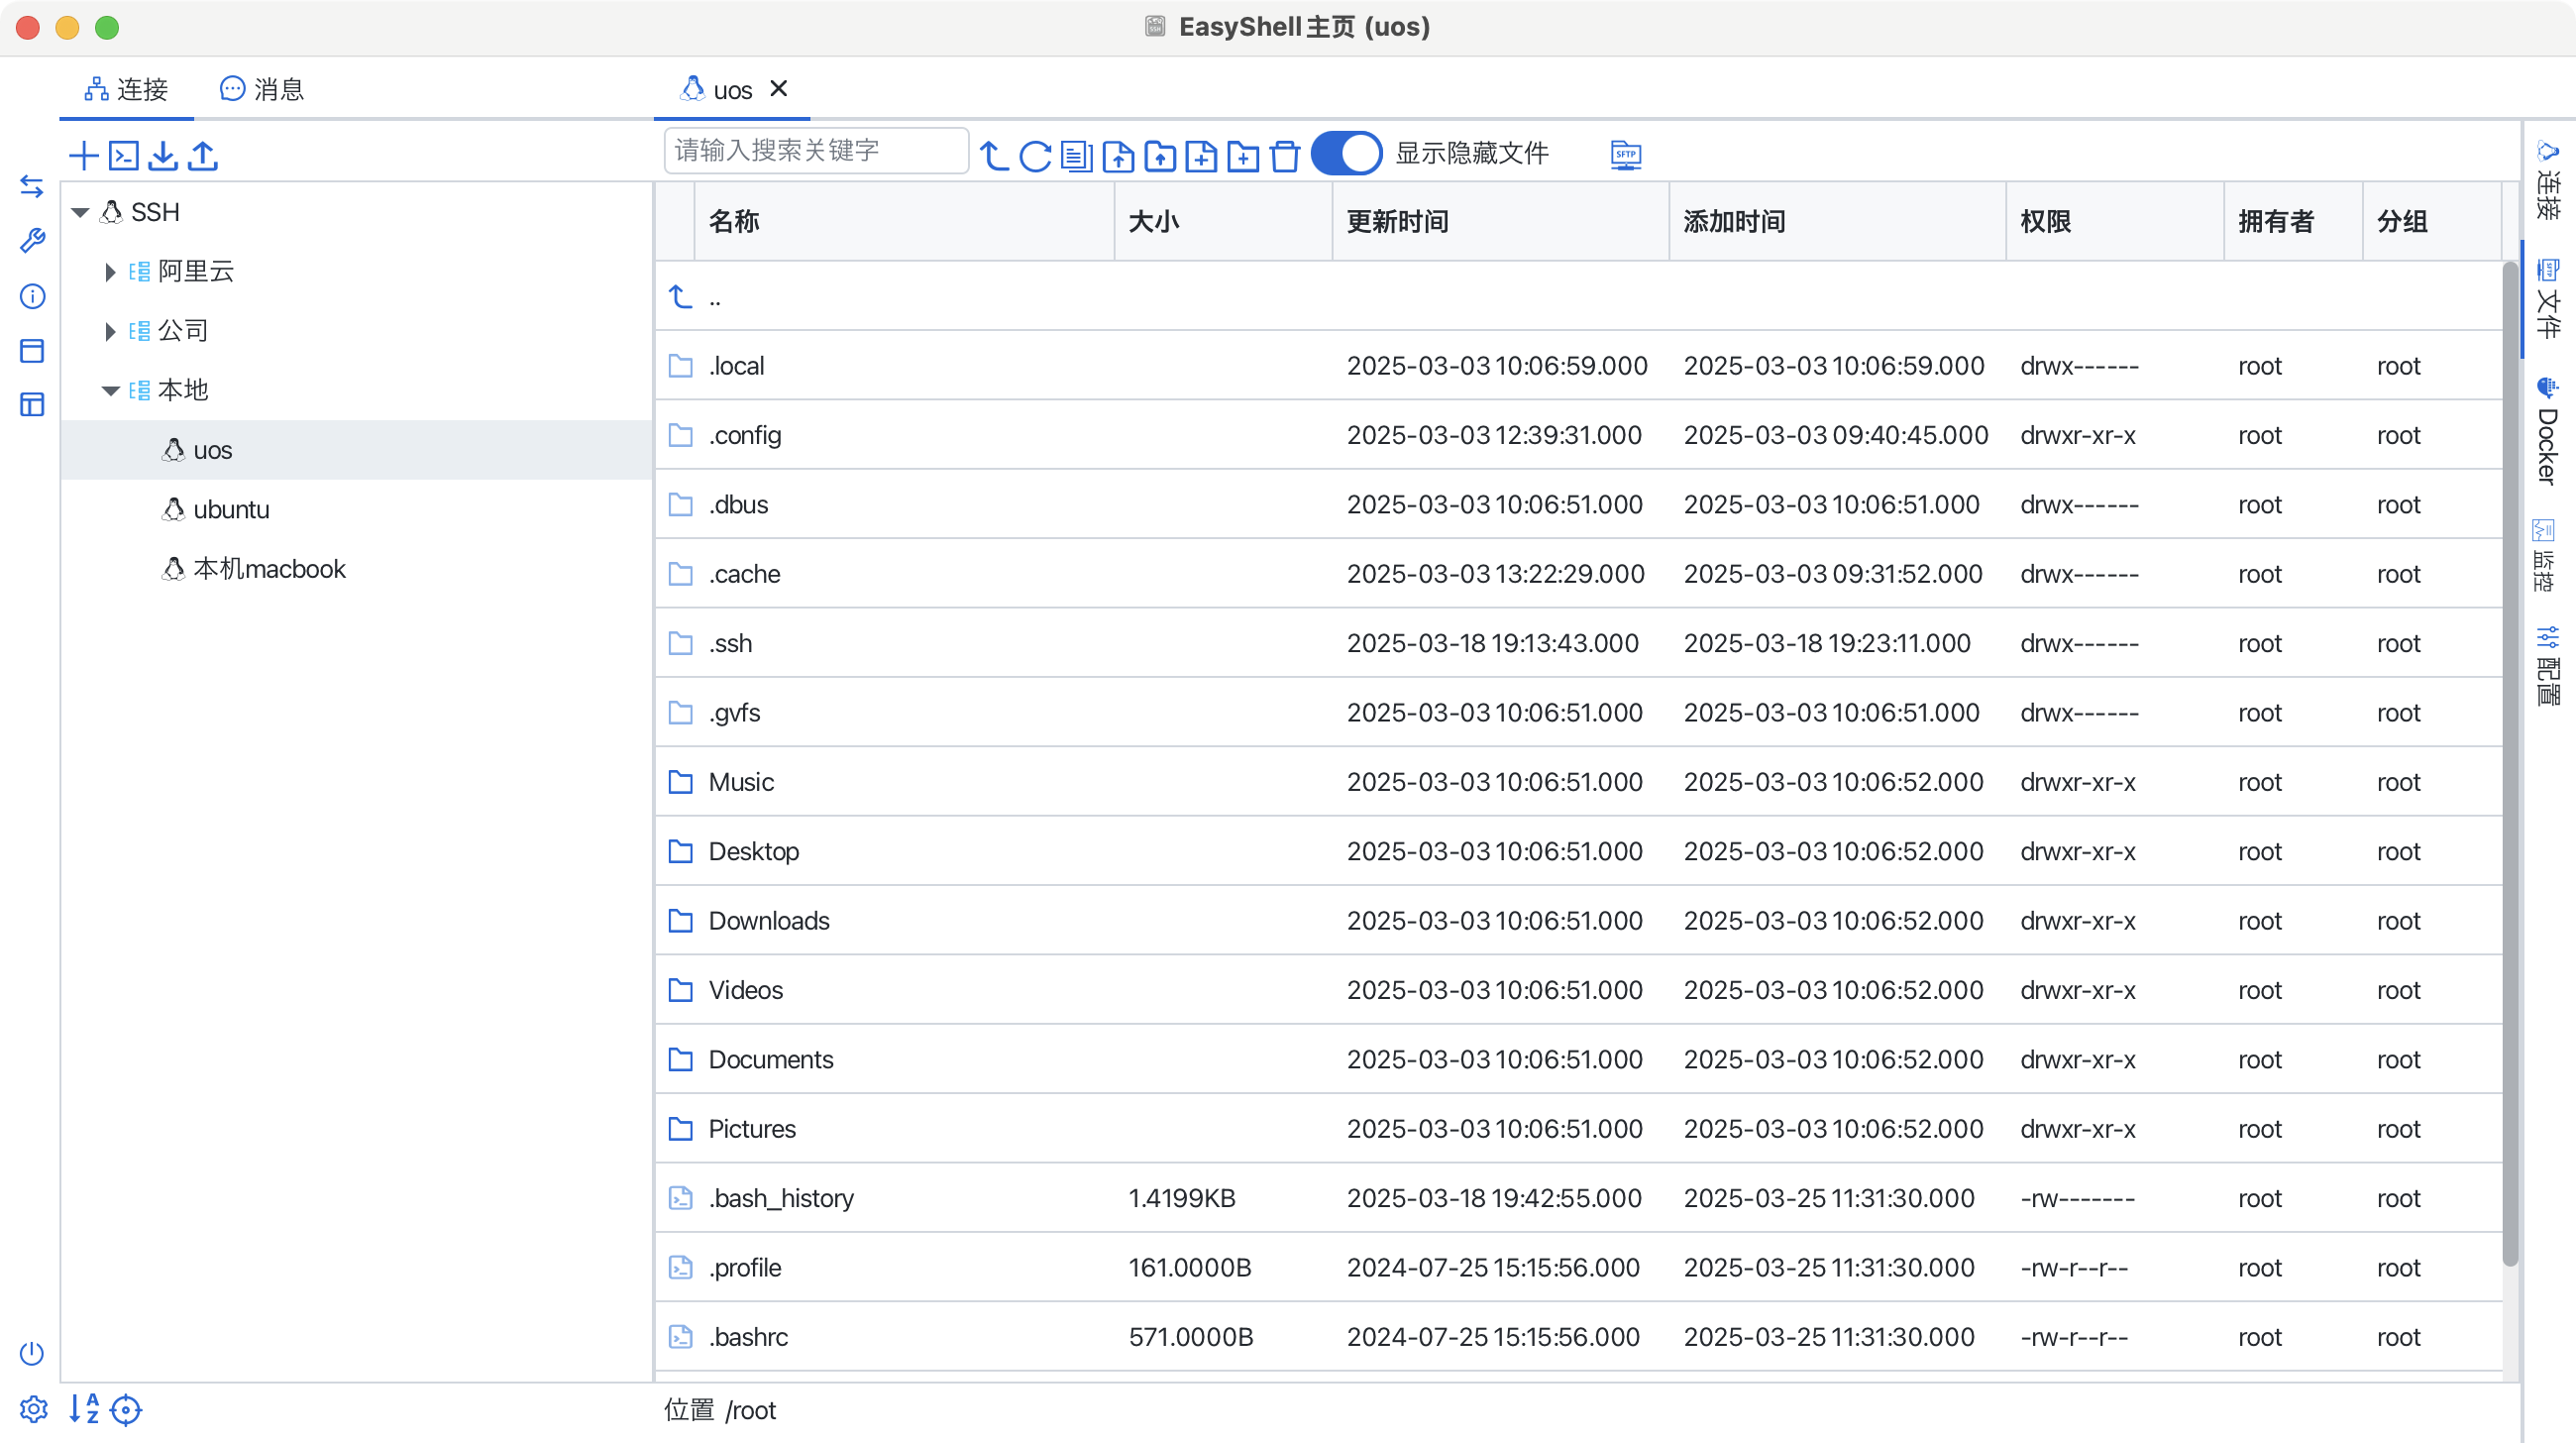 EasyShell主页 (uos)
连接 消息
uos
请输入搜索关键字 显示隐藏文件 SFTP
SSH
阿里云
公司
本地
uos
ubuntu
本机macbook
名称 大小 更新时间 添加时间 权限 拥有者 分组
..
.local 2025-03-03 10:06:59.000 2025-03-03 10:06:59.000 drwx------ root root
.config 2025-03-03 12:39:31.000 2025-03-03 09:40:45.000 drwxr-xr-x root root
.dbus 2025-03-03 10:06:51.000 2025-03-03 10:06:51.000 drwx------ root root
.cache 2025-03-03 13:22:29.000 2025-03-03 09:31:52.000 drwx------ root root
.ssh 2025-03-18 19:13:43.000 2025-03-18 19:23:11.000 drwx------ root root
.gvfs 2025-03-03 10:06:51.000 2025-03-03 10:06:51.000 drwx------ root root
Music 2025-03-03 10:06:51.000 2025-03-03 10:06:52.000 drwxr-xr-x root root
Desktop 2025-03-03 10:06:51.000 2025-03-03 10:06:52.000 drwxr-xr-x root root
Downloads 2025-03-03 10:06:51.000 2025-03-03 10:06:52.000 drwxr-xr-x root root
Videos 2025-03-03 10:06:51.000 2025-03-03 10:06:52.000 drwxr-xr-x root root
Documents 2025-03-03 10:06:51.000 2025-03-03 10:06:52.000 drwxr-xr-x root root
Pictures 2025-03-03 10:06:51.000 2025-03-03 10:06:52.000 drwxr-xr-x root root
.bash_history 1.4199KB 2025-03-18 19:42:55.000 2025-03-25 11:31:30.000 -rw------- root root
.profile 161.0000B 2024-07-25 15:15:56.000 2025-03-25 11:31:30.000 -rw-r--r-- root root
.bashrc 571.0000B 2024-07-25 15:15:56.000 2025-03-25 11:31:30.000 -rw-r--r-- root root
位置 /root
连接
文件
Docker
监控
配置